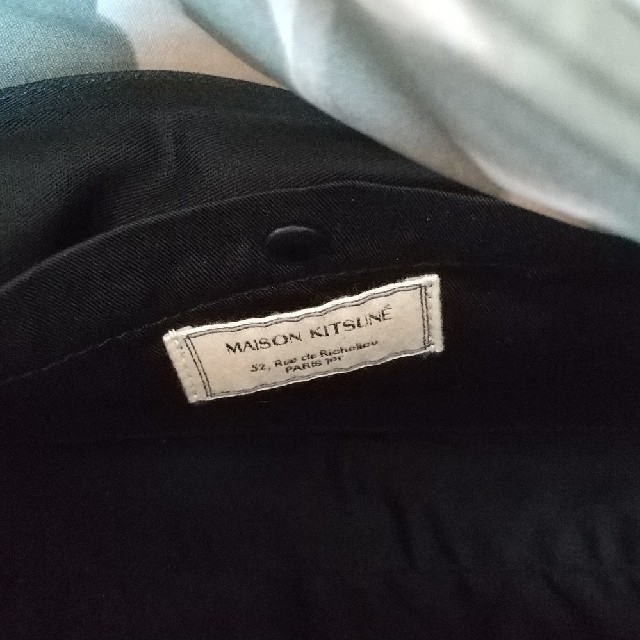 MAISON KITSUNÉ
52, Rue de Richelieu
PARIS 1er